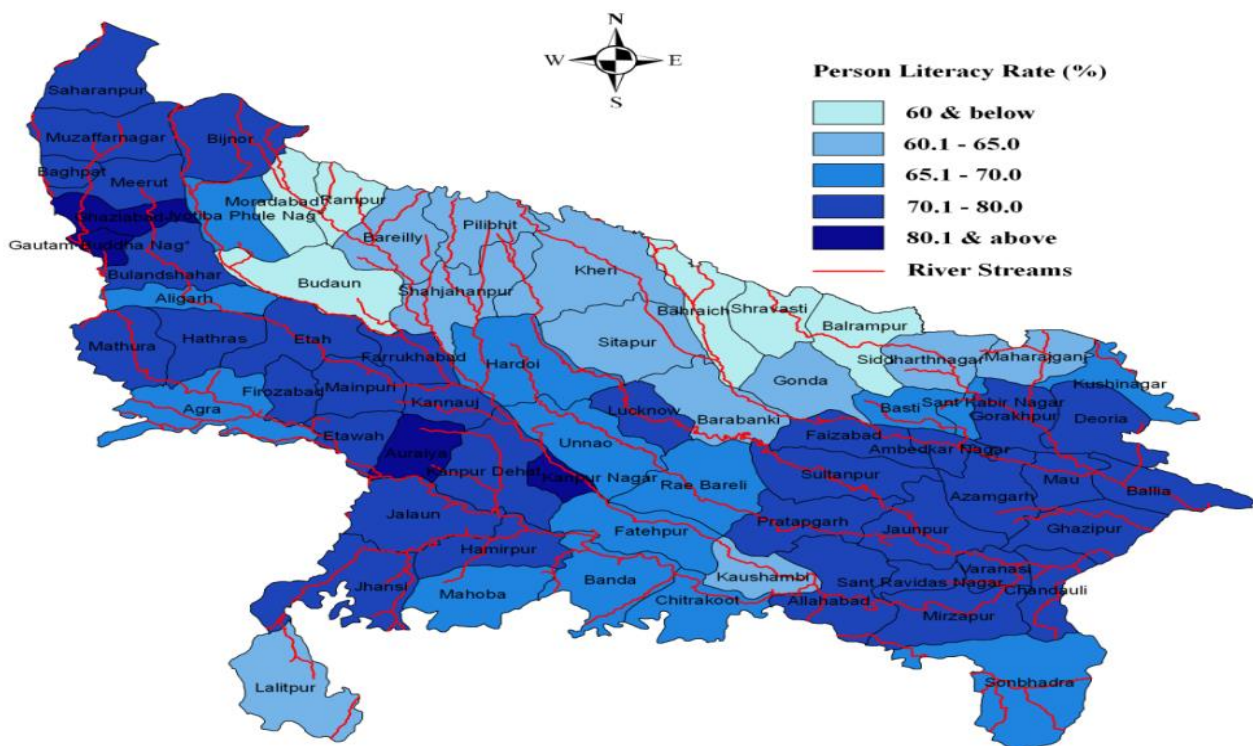 N
W E
S
Person Literacy Rate (%)
60 & below
60.1 - 65.0
65.1 - 70.0
70.1 - 80.0
80.1 & above
River Streams
Saharanpur
Muzaffarnagar
Bijnor
Baghpat
Meerut
Moradabad
Rampur
Ghaziabad
Jyotiba Phule Nag*
Gautam Buddha Nag*
Bareilly
Pilibhit
Bulandshahar
Budaun
Shahjahanpur
Kheri
Aligarh
Bahraich
Shravasti
Balrampur
Mathura
Hathras
Etah
Farrukhabad
Hardoi
Sitapur
Siddharthnagar
Maharajganj
Agra
Firozabad
Mainpuri
Kannauj
Gonda
Basti
Sant Kabir Nagar
Kushinagar
Gorakhpur
Deoria
Lucknow
Barabanki
Etawah
Auraiya
Unnao
Faizabad
Ambedkar Nagar
Kanpur Dehat
Kanpur Nagar
Rae Bareli
Sultanpur
Azamgarh
Mau
Ballia
Jalaun
Fatehpur
Pratapgarh
Jaunpur
Ghazipur
Hamirpur
Kaushambi
Varanasi
Jhansi
Mahoba
Banda
Chitrakoot
Allahabad
Sant Ravidas Nagar
Chandauli
Mirzapur
Lalitpur
Sonbhadra